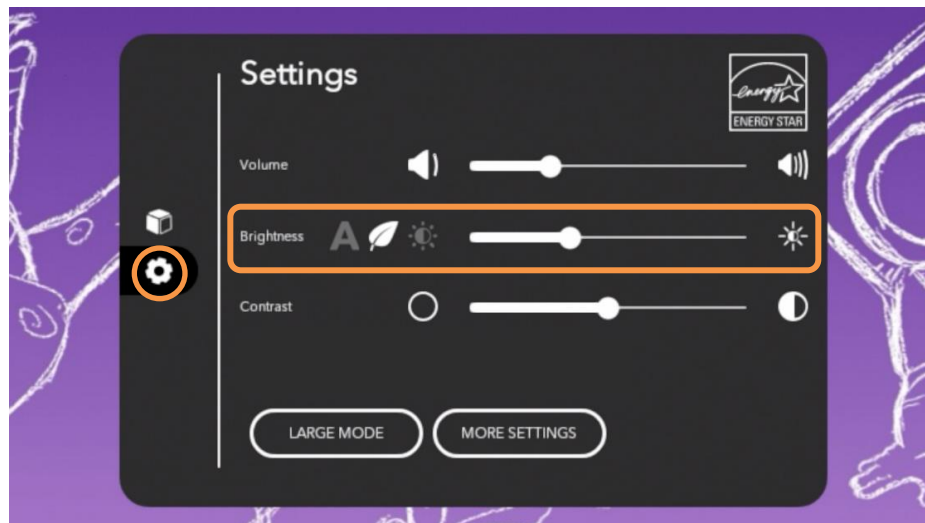 Settings
energy
ENERGY STAR
Volume
Brightness A
Contrast
LARGE MODE
MORE SETTINGS